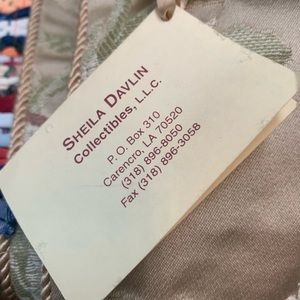 SHEILA DAVLIN
Collectibles, L.L.C.
P. O. Box 310
Carencro, LA 70520
(318) 896-8050
Fax (318) 896-3058